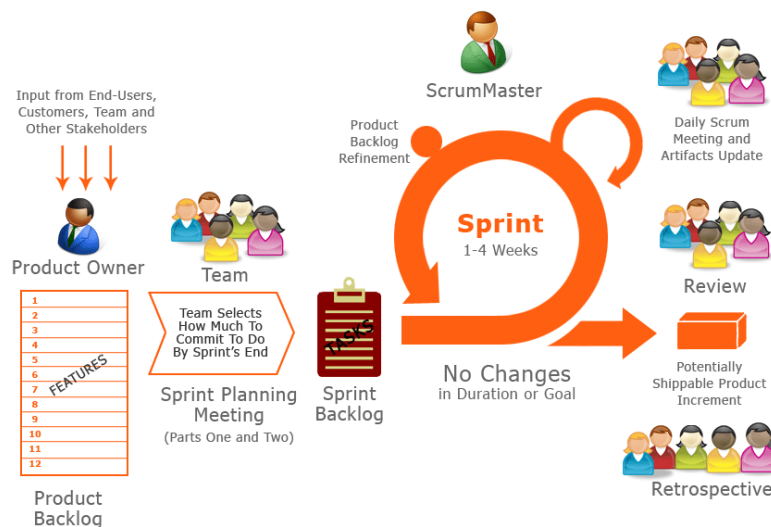 Input from End-Users,
Customers, Team and
Other Stakeholders
Product Owner
1
2
3
4
5
6
7
8
9
10
11
12
FEATURES
Product
Backlog
Team
Team Selects
How Much To
Commit To Do
By Sprint's End
Sprint Planning
Meeting
(Parts One and Two)
TASKS
Sprint
Backlog
ScrumMaster
Product
Backlog
Refinement
Sprint
1-4 Weeks
No Changes
in Duration or Goal
Daily Scrum
Meeting and
Artifacts Update
Review
Potentially
Shippable Product
Increment
Retrospective